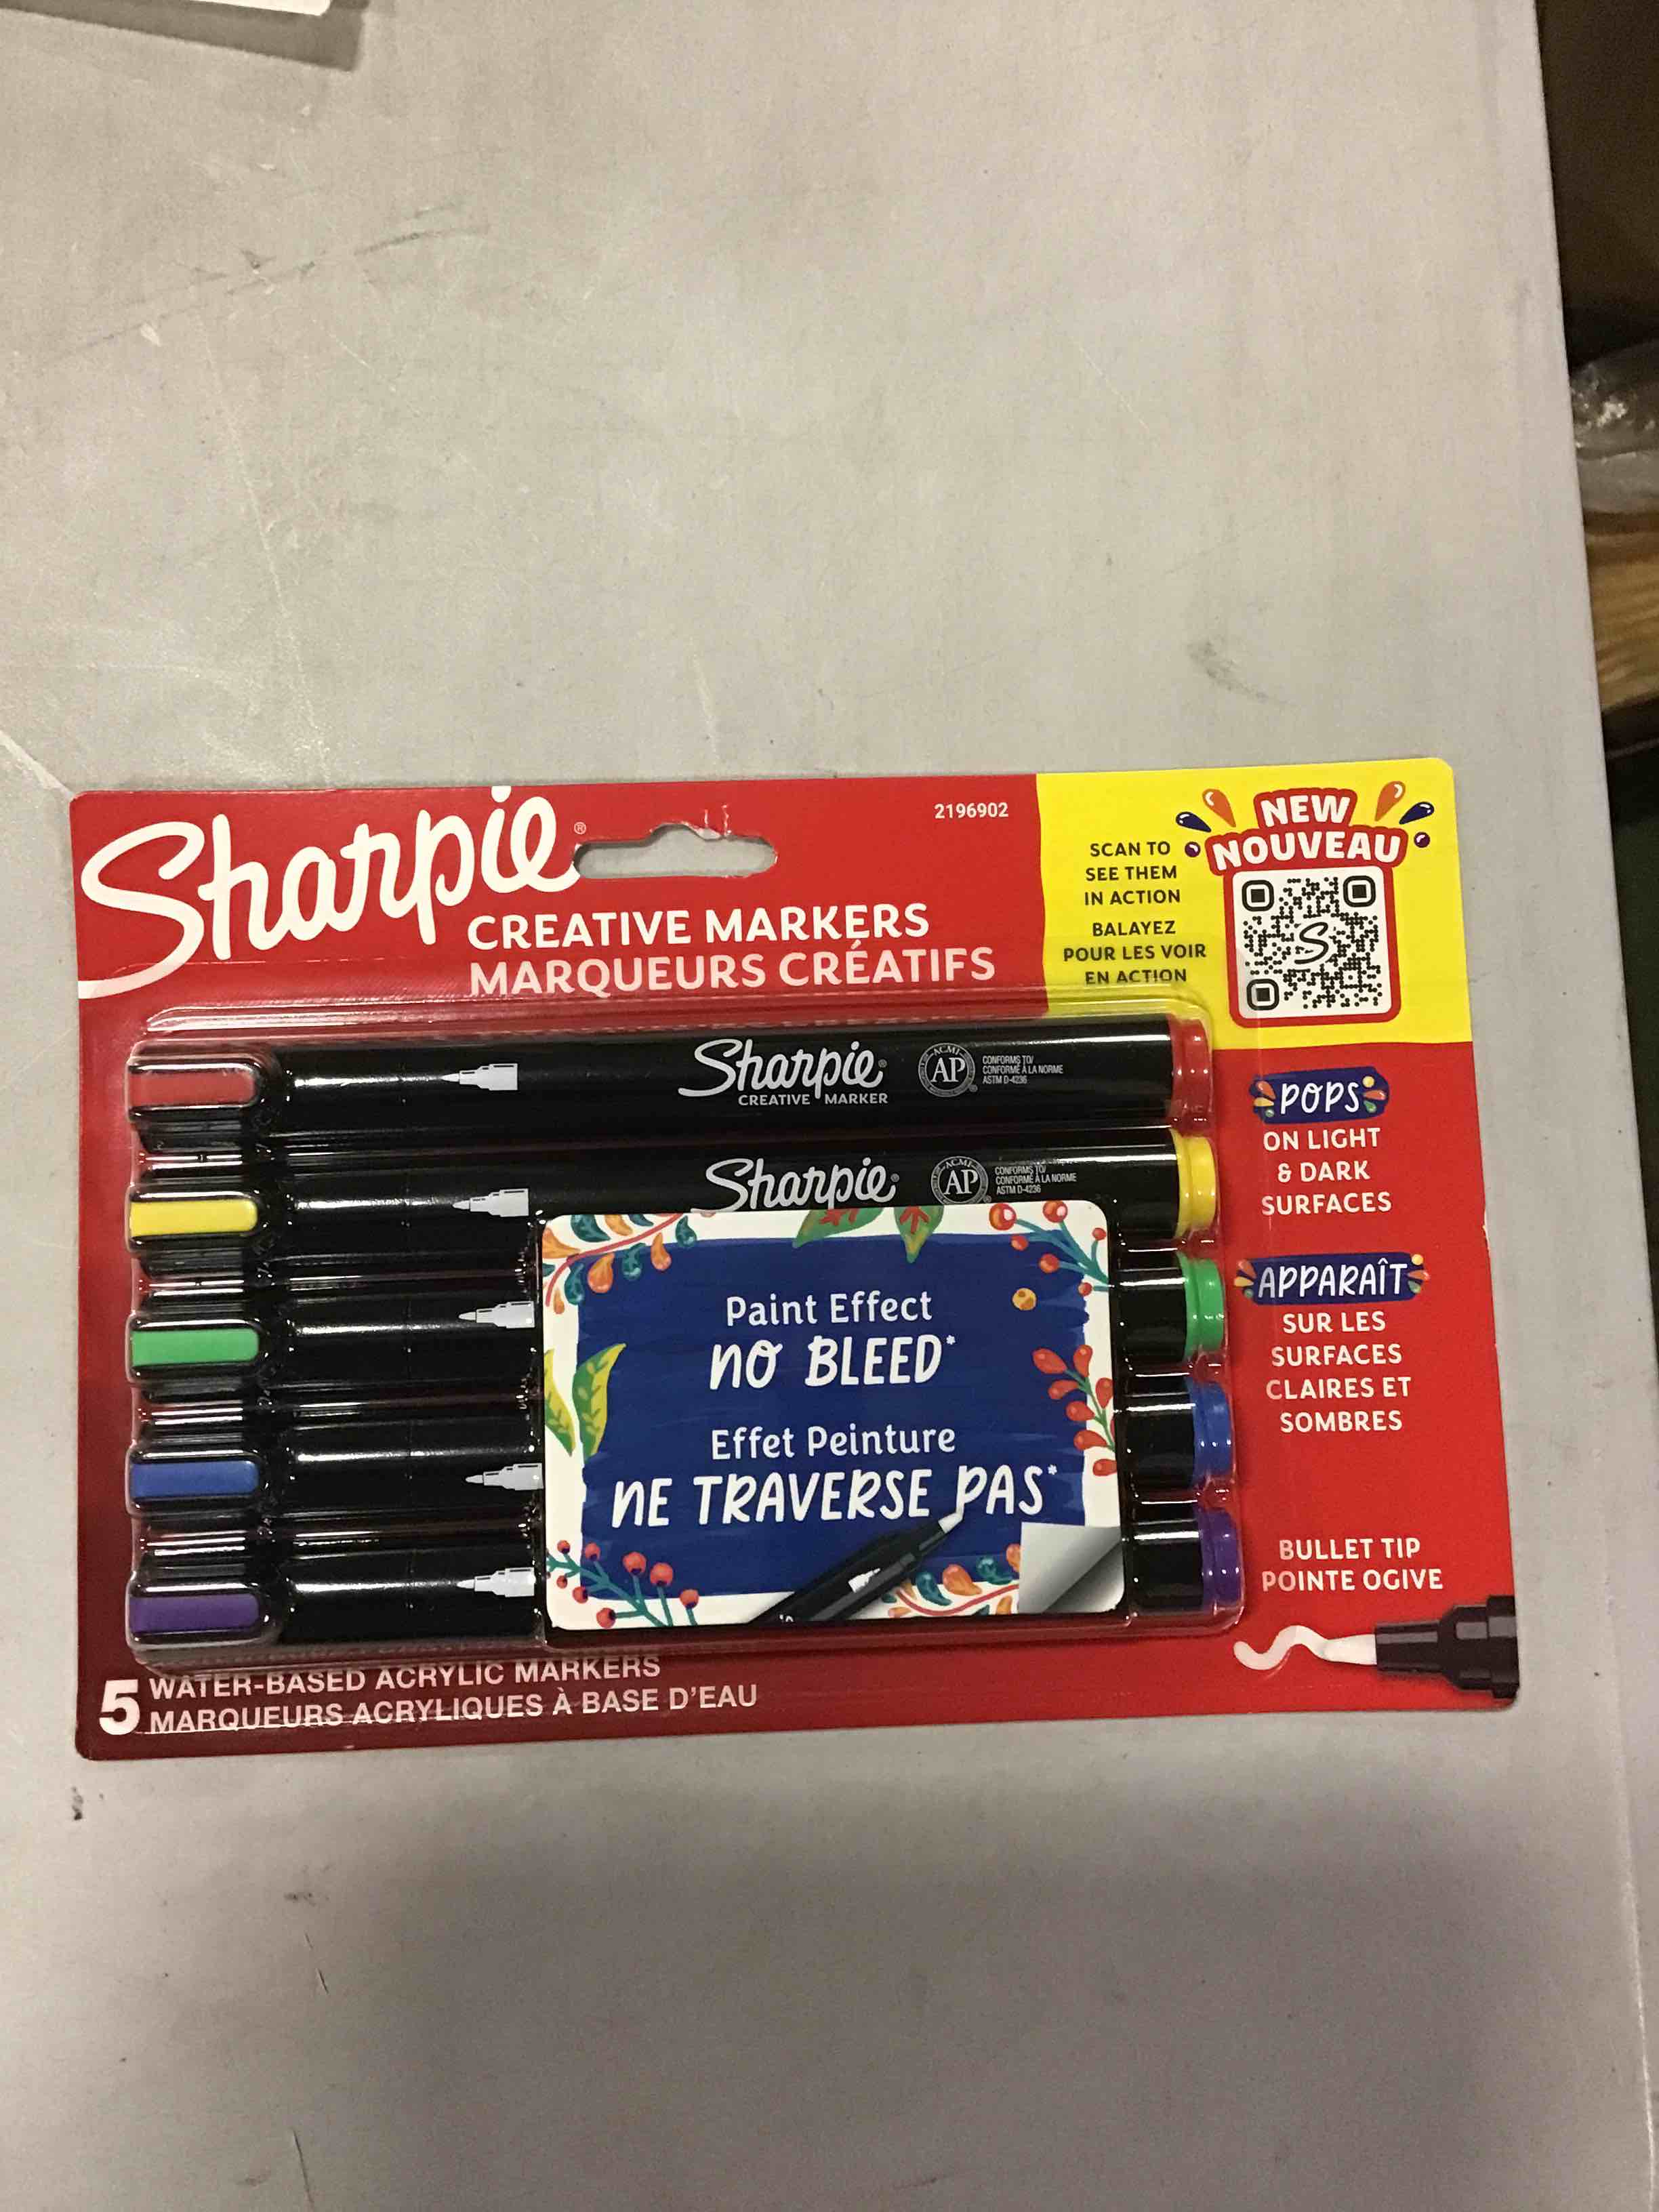 Sharpie®
2196902
CREATIVE MARKERS
MARQUEURS CRÉATIFS
SCAN TO
SEE THEM
IN ACTION
BALAYEZ
POUR LES VOIR
EN ACTION
NEW
NOUVEAU
S
Sharpie®
CREATIVE MARKER
ACMI
AP
®
CONFORMS TO/
CONFORME À LA NORME
ASTM D-4236
Sharpie®
ACMI
AP
®
CONFORMS TO/
CONFORME À LA NORME
ASTM D-4236
Paint Effect
NO BLEED*
Effet Peinture
NE TRAVERSE PAS*
POPS
ON LIGHT
& DARK
SURFACES
APPARAÎT
SUR LES
SURFACES
CLAIRES ET
SOMBRES
BULLET TIP
POINTE OGIVE
5 WATER-BASED ACRYLIC MARKERS
MARQUEURS ACRYLIQUES À BASE D'EAU